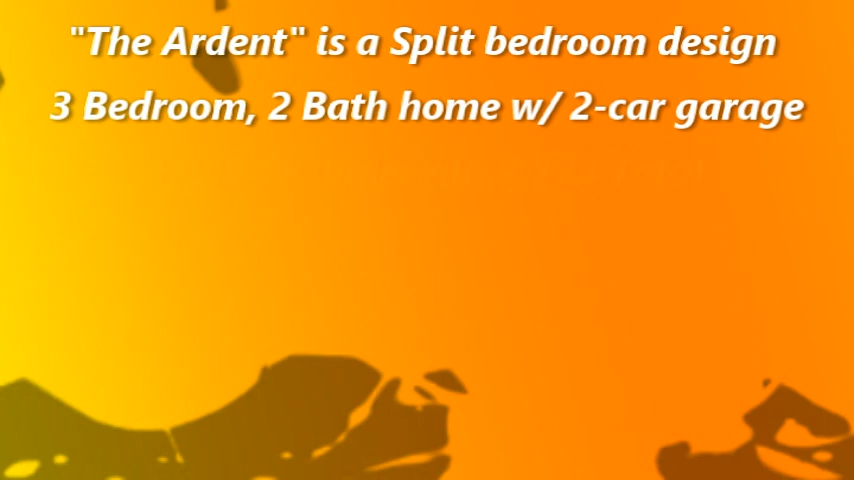 "The Ardent" is a Split bedroom design
3 Bedroom, 2 Bath home w/ 2-car garage